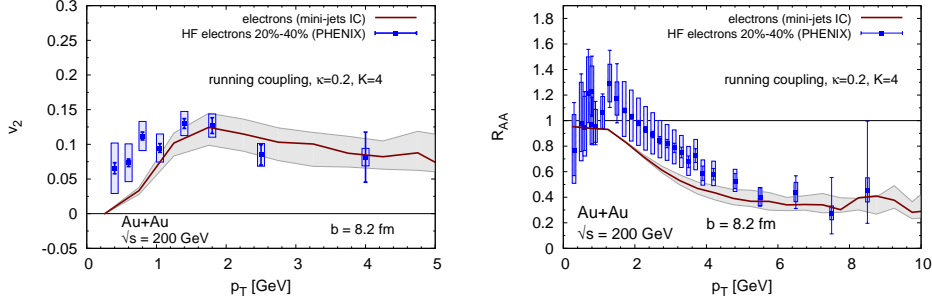 0.3
0.25
0.2
0.15
0.1
0.05
0
-0.05
v₂
electrons (mini-jets IC)
HF electrons 20%-40% (PHENIX)
running coupling, κ=0.2, K=4
Au+Au
√s = 200 GeV
b = 8.2 fm
0 1 2 3 4 5
p_T [GeV]
1.8
1.6
1.4
1.2
1
0.8
0.6
0.4
0.2
0
R_AA
electrons (mini-jets IC)
HF electrons 20%-40% (PHENIX)
running coupling, κ=0.2, K=4
Au+Au
√s = 200 GeV
b = 8.2 fm
0 2 4 6 8 10
p_T [GeV]